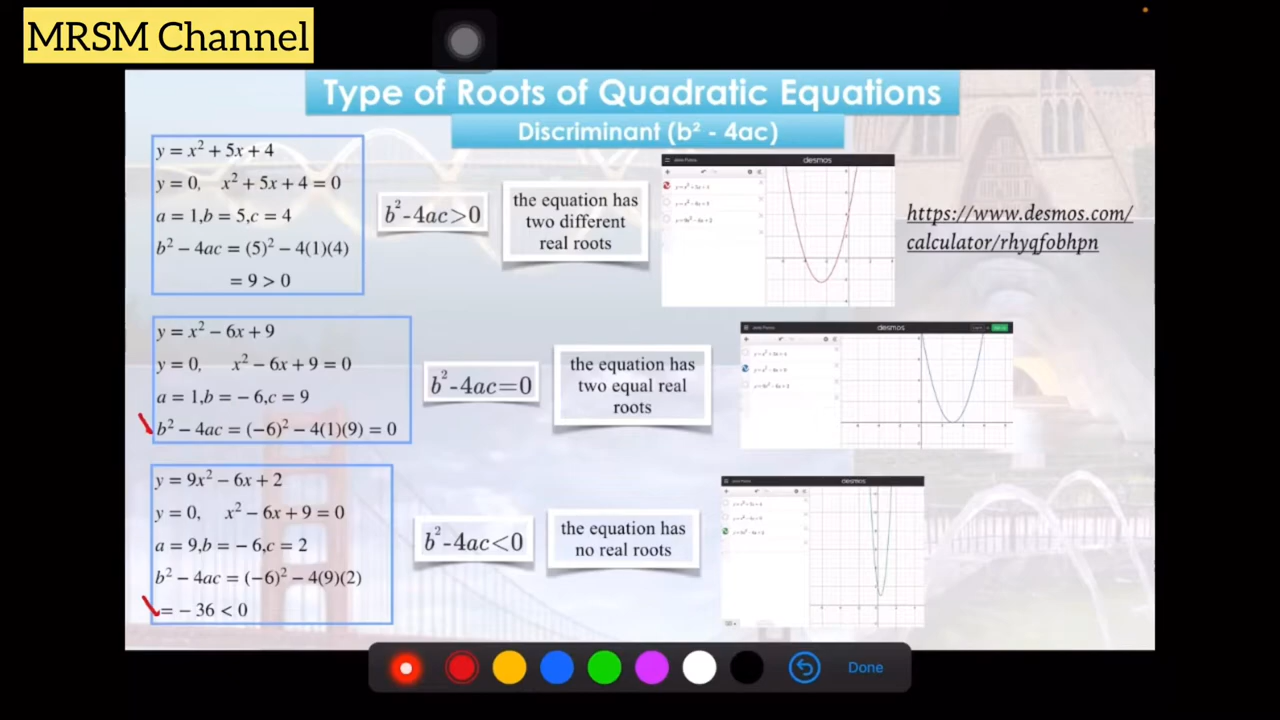 MRSM Channel
Type of Roots of Quadratic Equations
Discriminant (b² - 4ac)
y = x² + 5x + 4
y = 0, x² + 5x + 4 = 0
a = 1,b = 5,c = 4
b² − 4ac = (5)² − 4(1)(4)
= 9 > 0
b²-4ac>0
the equation has
two different
real roots
desmos
https://www.desmos.com/
calculator/rhyqfobhpn
y = x² − 6x + 9
y = 0, x² − 6x + 9 = 0
a = 1,b = − 6,c = 9
b² − 4ac = (−6)² − 4(1)(9) = 0
b²-4ac=0
the equation has
two equal real
roots
desmos
y = 9x² − 6x + 2
y = 0, x² − 6x + 9 = 0
a = 9,b = − 6,c = 2
b² − 4ac = (−6)² − 4(9)(2)
= − 36 < 0
b²-4ac<0
the equation has
no real roots
desmos
Done